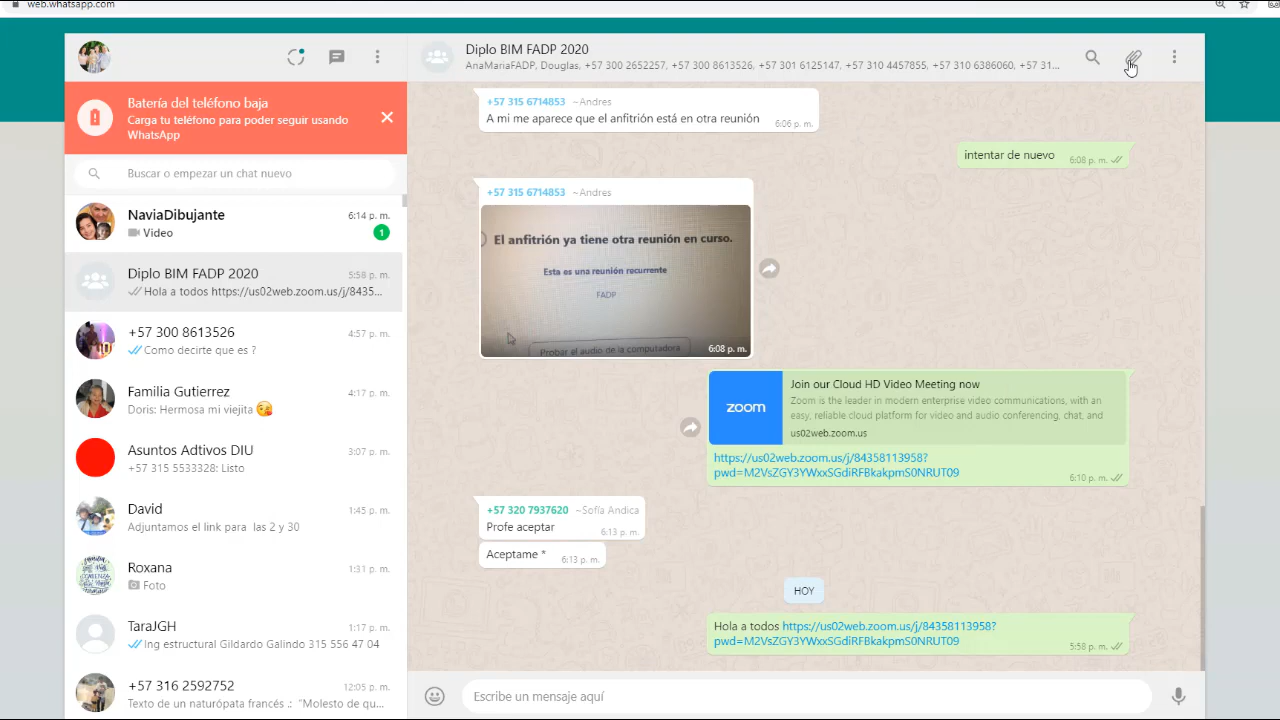 web.whatsapp.com
Batería del teléfono baja
Carga tu teléfono para poder seguir usando
WhatsApp
Buscar o empezar un chat nuevo
NaviaDibujante
6:14 p. m.
Video
1
Diplo BIM FADP 2020
5:58 p. m.
Hola a todos https://us02web.zoom.us/j/8435...
+57 300 8613526
4:57 p. m.
Como decirte que es ?
Familia Gutierrez
4:17 p. m.
Doris: Hermosa mi viejita 😘
Asuntos Adtivos DIU
3:07 p. m.
+57 315 5533328: Listo
David
1:45 p. m.
Adjuntamos el link para las 2 y 30
Roxana
1:31 p. m.
Foto
TaraJGH
1:17 p. m.
Ing estructural Gildardo Galindo 315 556 47 04
+57 316 2592752
12:05 p. m.
Texto de un naturópata francés .: "Molesto de qu...
Diplo BIM FADP 2020
AnaMariaFADP, Douglas, +57 300 2652257, +57 300 8613526, +57 301 6125147, +57 310 4457855, +57 310 6386060, +57 31...
+57 315 6714853 ~Andres
A mi me aparece que el anfitrión está en otra reunión
6:06 p. m.
intentar de nuevo
6:08 p. m.
+57 315 6714853 ~Andres
El anfitrión ya tiene otra reunión en curso.
Esta es una reunión recurrente
FADP
Probar el audio de la computadora
6:08 p. m.
zoom
Join our Cloud HD Video Meeting now
Zoom is the leader in modern enterprise video communications, with an
easy, reliable cloud platform for video and audio conferencing, chat, and
us02web.zoom.us
https://us02web.zoom.us/j/84358113958?
pwd=M2VsZGY3YWxxSGdiRFBkakpmS0NRUT09
6:10 p. m.
+57 320 7937620 ~Sofía Andica
Profe aceptar
6:13 p. m.
Aceptame *
6:13 p. m.
HOY
Hola a todos https://us02web.zoom.us/j/84358113958?
pwd=M2VsZGY3YWxxSGdiRFBkakpmS0NRUT09
5:58 p. m.
Escribe un mensaje aquí